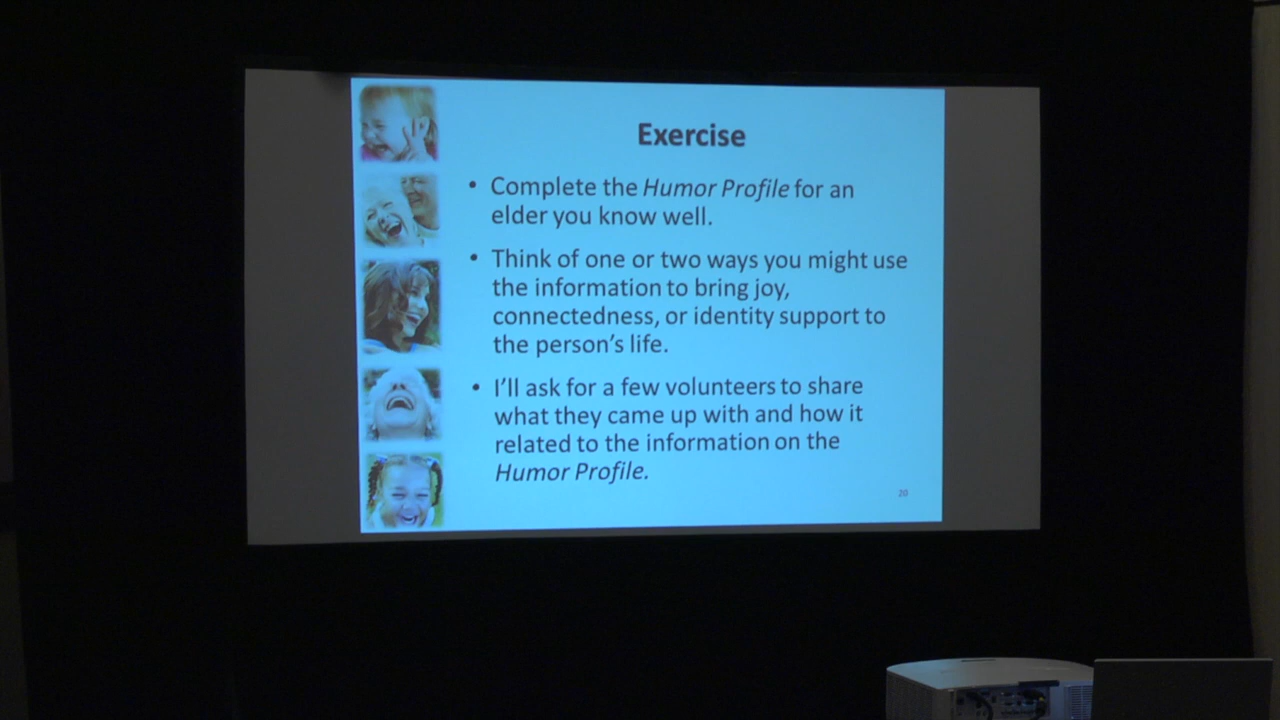 Exercise
• Complete the Humor Profile for an
elder you know well.
• Think of one or two ways you might use
the information to bring joy,
connectedness, or identity support to
the person's life.
• I'll ask for a few volunteers to share
what they came up with and how it
related to the information on the
Humor Profile.
20